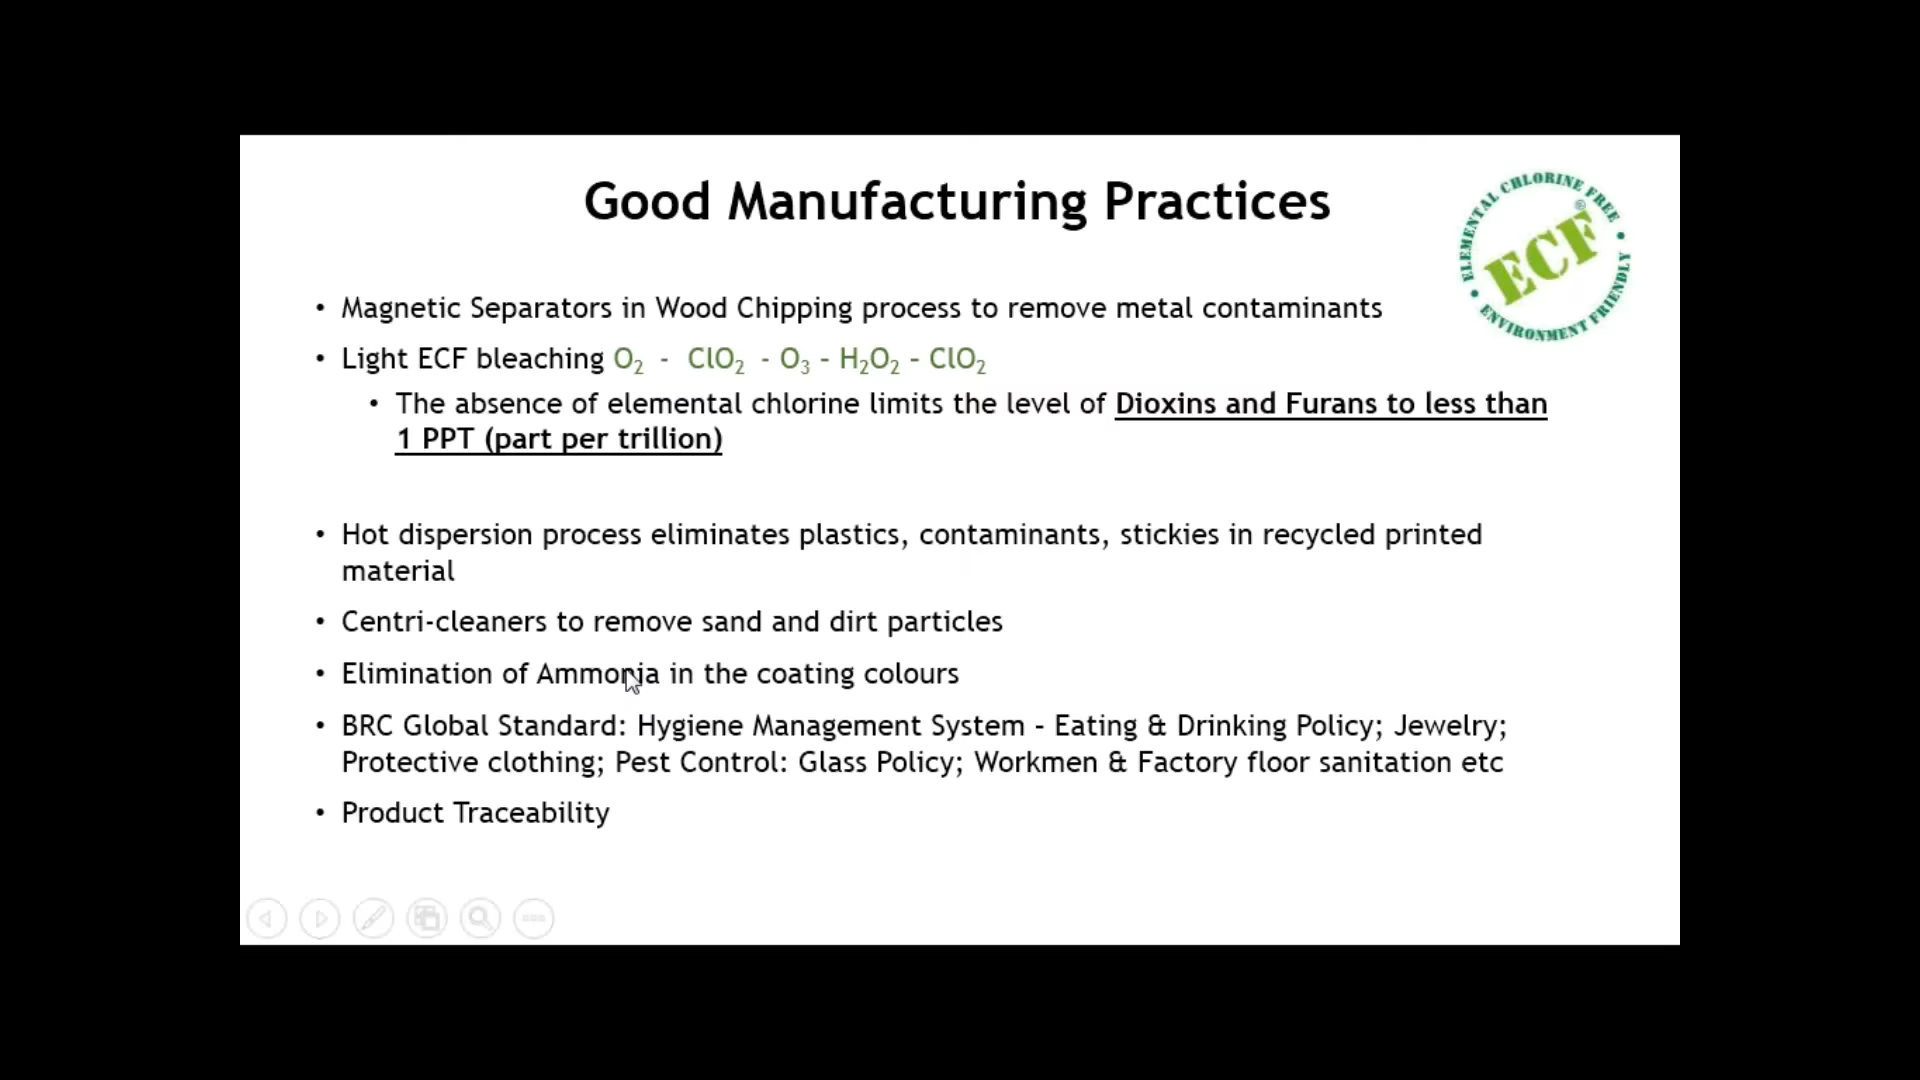 Good Manufacturing Practices
ELEMENTAL CHLORINE FREE
ECF®
ENVIRONMENT FRIENDLY
• Magnetic Separators in Wood Chipping process to remove metal contaminants
• Light ECF bleaching O₂ - ClO₂ - O₃ – H₂O₂ – ClO₂
• The absence of elemental chlorine limits the level of Dioxins and Furans to less than
1 PPT (part per trillion)
• Hot dispersion process eliminates plastics, contaminants, stickies in recycled printed
material
• Centri-cleaners to remove sand and dirt particles
• Elimination of Ammonia in the coating colours
• BRC Global Standard: Hygiene Management System – Eating & Drinking Policy; Jewelry;
Protective clothing; Pest Control: Glass Policy; Workmen & Factory floor sanitation etc
• Product Traceability